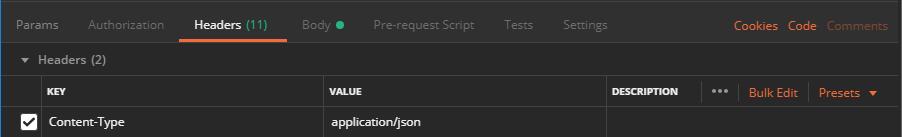 Params Authorization Headers (11) Body Pre-request Script Tests Settings Cookies Code Comments
Headers (2)
KEY VALUE DESCRIPTION ••• Bulk Edit Presets
Content-Type application/json